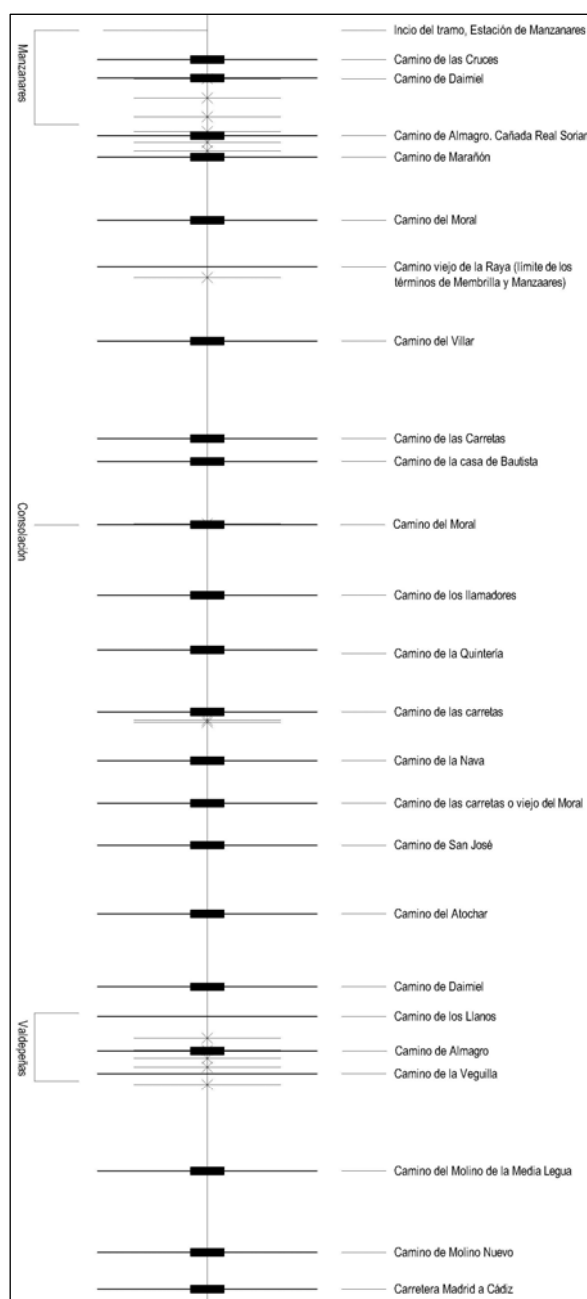 Incio del tramo, Estación de Manzanares
Manzanares
Camino de las Cruces
Camino de Daimiel
Camino de Almagro. Cañada Real Sorian
Camino de Marañón
Camino del Moral
Camino viejo de la Raya (límite de los
términos de Membrilla y Manzaares)
Camino del Villar
Camino de las Carretas
Camino de la casa de Bautista
Consolación
Camino del Moral
Camino de los llamadores
Camino de la Quintería
Camino de las carretas
Camino de la Nava
Camino de las carretas o viejo del Moral
Camino de San José
Camino del Atochar
Camino de Daimiel
Valdepeñas
Camino de los Llanos
Camino de Almagro
Camino de la Veguilla
Camino del Molino de la Media Legua
Camino de Molino Nuevo
Carretera Madrid a Cádiz